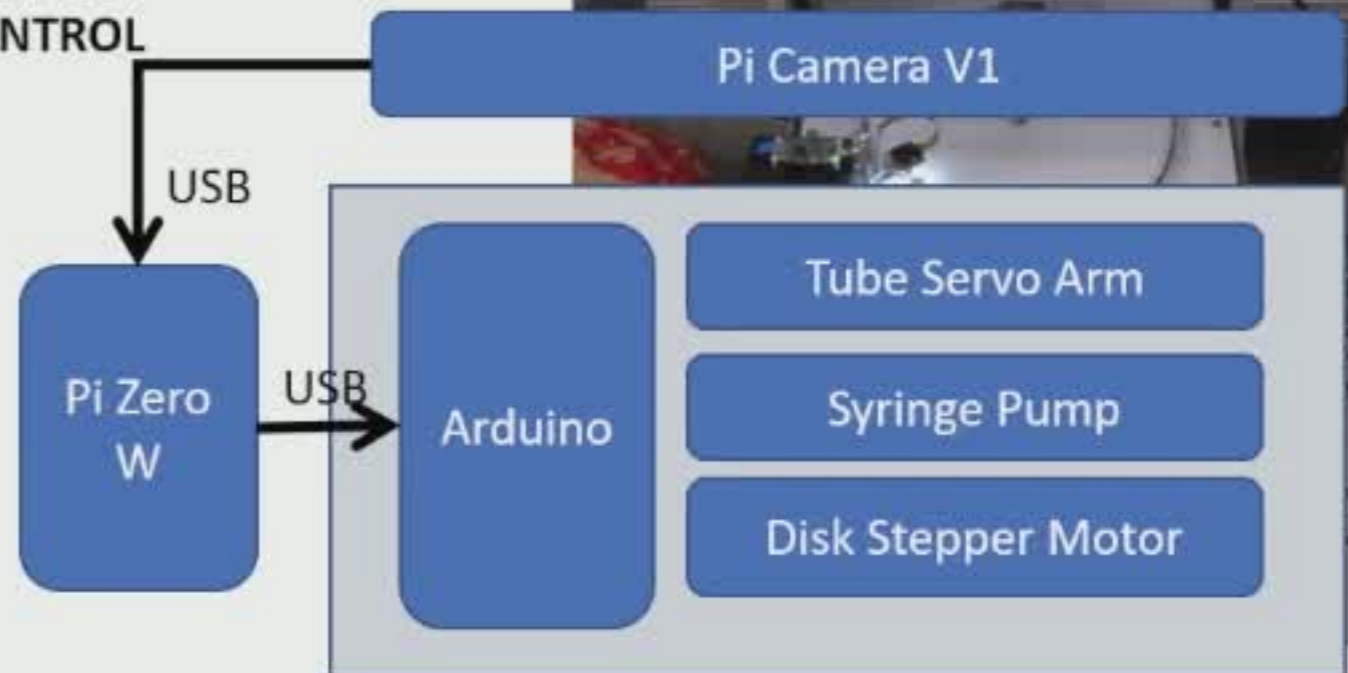 NTROL
Pi Camera V1
USB
Tube Servo Arm
Pi Zero
W
USB
Arduino
Syringe Pump
Disk Stepper Motor